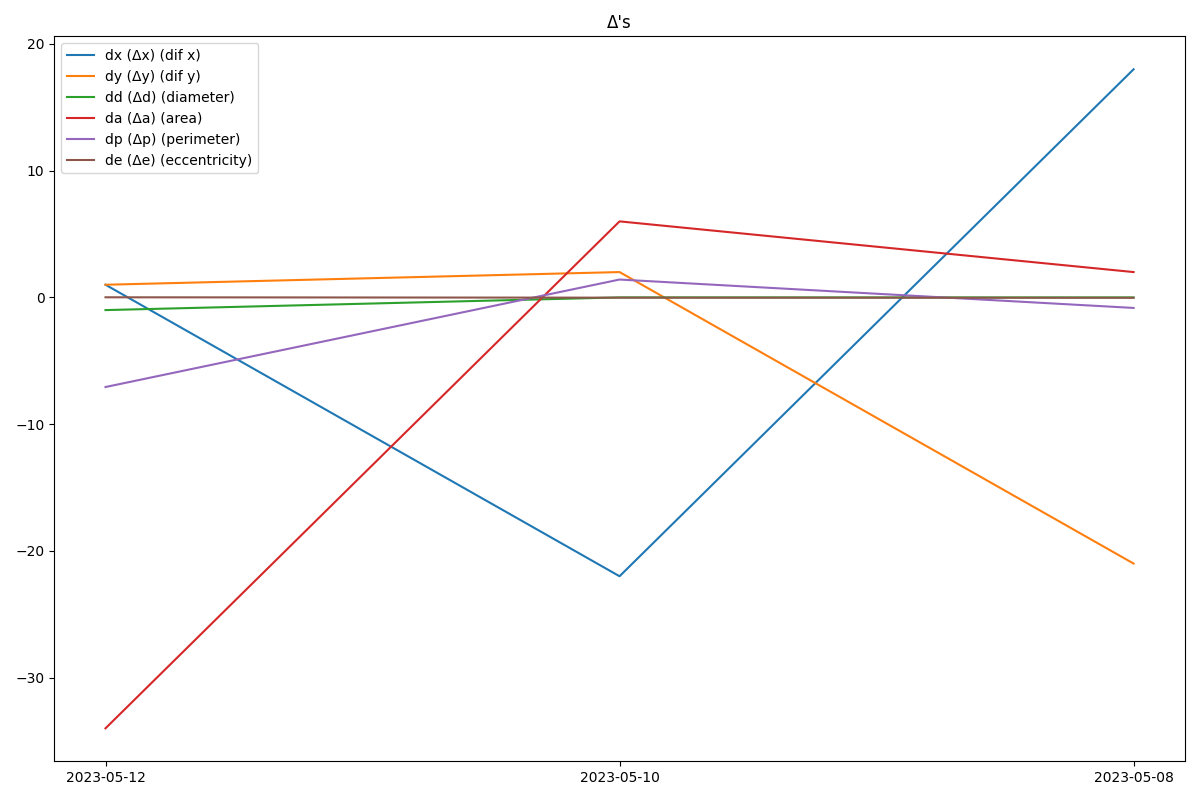 Δ's
dx (Δx) (dif x)
dy (Δy) (dif y)
dd (Δd) (diameter)
da (Δa) (area)
dp (Δp) (perimeter)
de (Δe) (eccentricity)
20
10
0
−10
−20
−30
2023-05-12 2023-05-10 2023-05-08